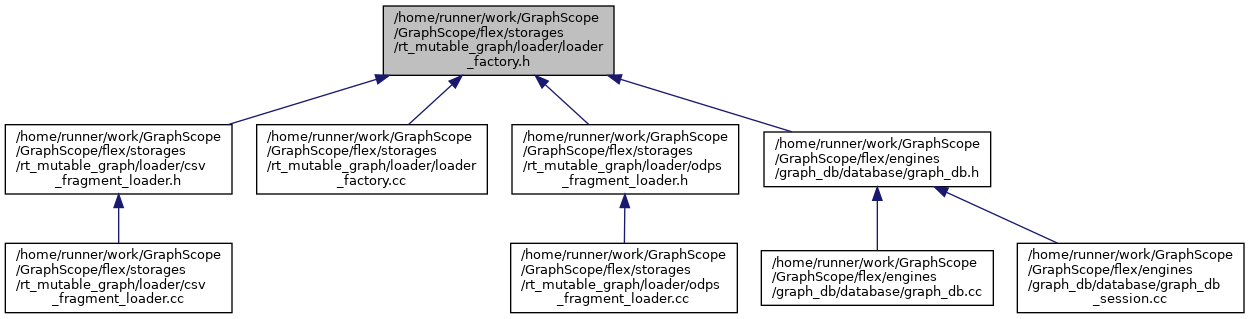 /home/runner/work/GraphScope
/GraphScope/flex/storages
/rt_mutable_graph/loader/loader
_factory.h
/home/runner/work/GraphScope
/GraphScope/flex/storages
/rt_mutable_graph/loader/csv
_fragment_loader.h
/home/runner/work/GraphScope
/GraphScope/flex/storages
/rt_mutable_graph/loader/loader
_factory.cc
/home/runner/work/GraphScope
/GraphScope/flex/storages
/rt_mutable_graph/loader/odps
_fragment_loader.h
/home/runner/work/GraphScope
/GraphScope/flex/engines
/graph_db/database/graph_db.h
/home/runner/work/GraphScope
/GraphScope/flex/storages
/rt_mutable_graph/loader/csv
_fragment_loader.cc
/home/runner/work/GraphScope
/GraphScope/flex/storages
/rt_mutable_graph/loader/odps
_fragment_loader.cc
/home/runner/work/GraphScope
/GraphScope/flex/engines
/graph_db/database/graph_db.cc
/home/runner/work/GraphScope
/GraphScope/flex/engines
/graph_db/database/graph_db
_session.cc